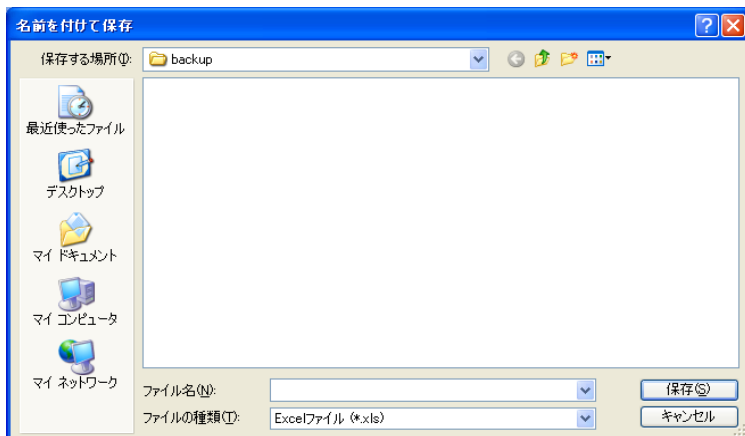 名前を付けて保存
保存する場所(I):
backup
最近使ったファイル
デスクトップ
マイ ドキュメント
マイ コンピュータ
マイ ネットワーク
ファイル名(N):
保存(S)
ファイルの種類(T):
Excelファイル (*.xls)
キャンセル